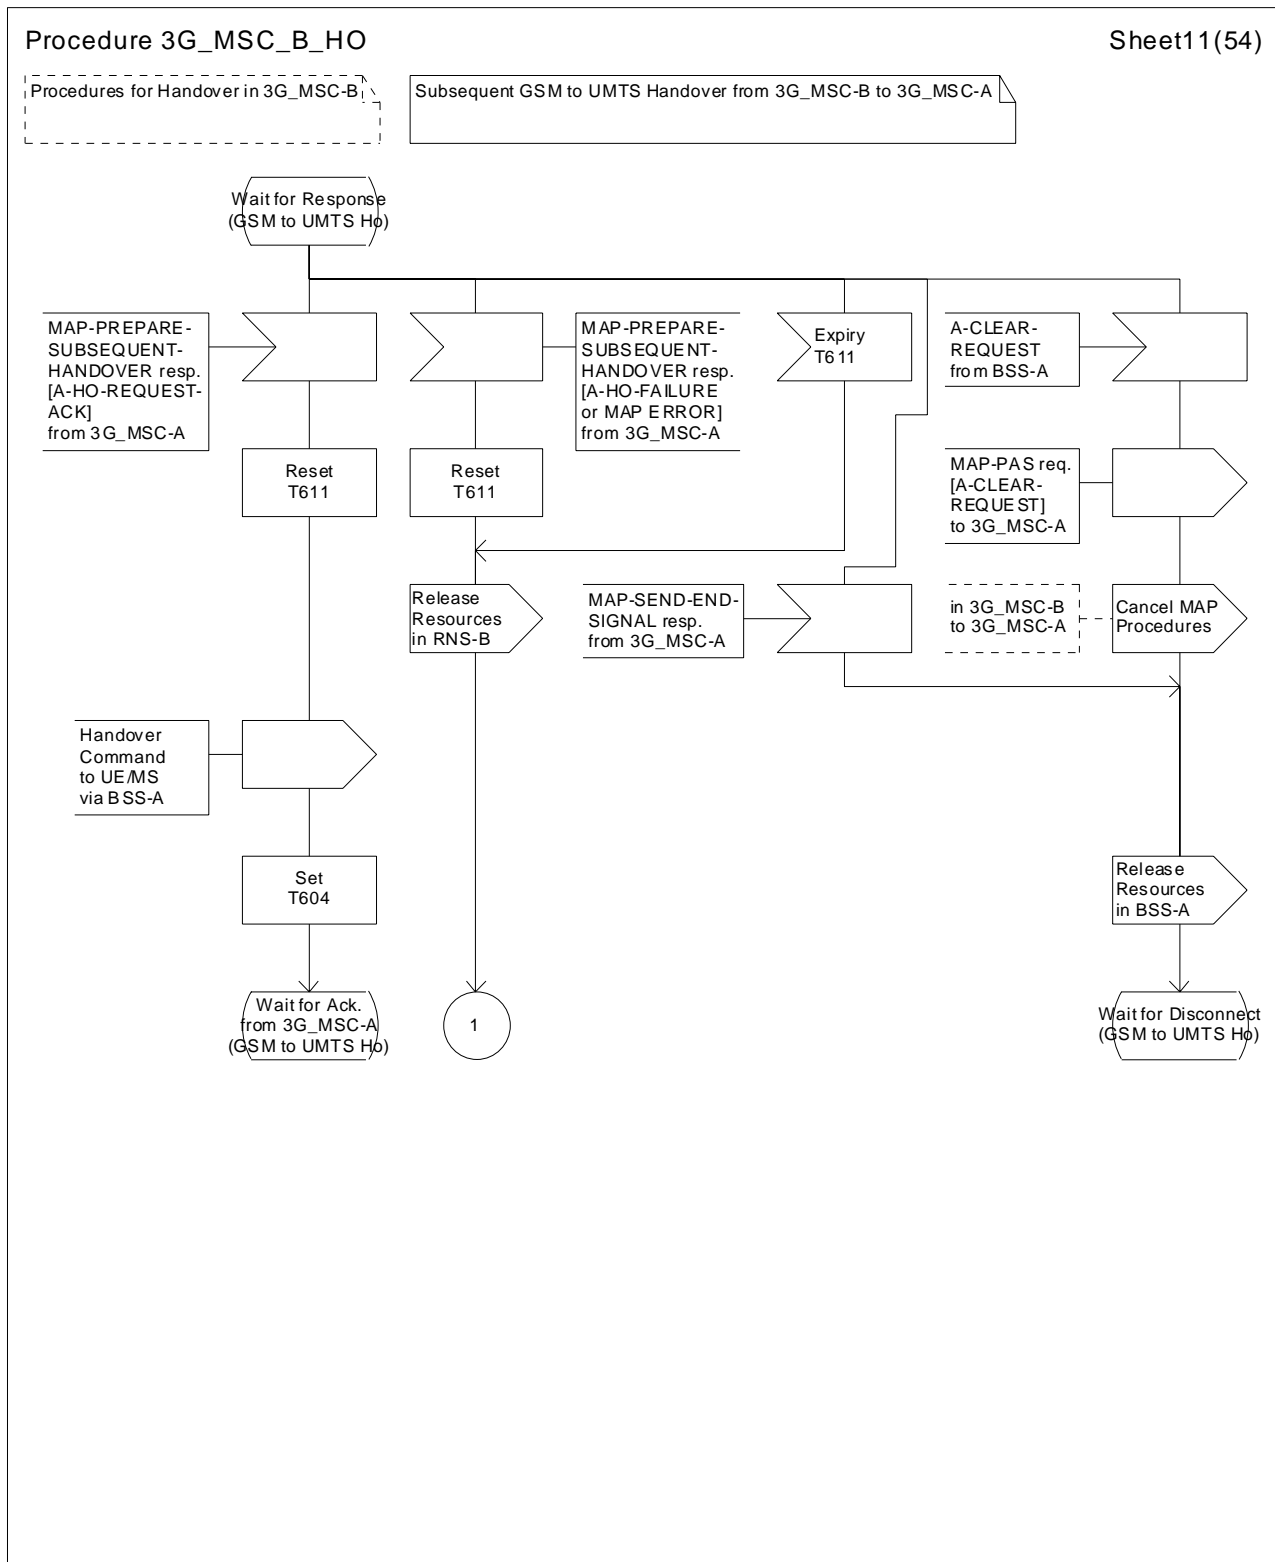 Procedure 3G_MSC_B_HO
Sheet11(54)
Procedures for Handover in 3G_MSC-B
Subsequent GSM to UMTS Handover from 3G_MSC-B to 3G_MSC-A
Wait for Response
(GSM to UMTS Ho)
MAP-PREPARE-
SUBSEQUENT-
HANDOVER resp.
[A-HO-REQUEST-
ACK]
from 3G_MSC-A
MAP-PREPARE-
SUBSEQUENT-
HANDOVER resp.
[A-HO-FAILURE
or MAP ERROR]
from 3G_MSC-A
Expiry
T611
A-CLEAR-
REQUEST
from BSS-A
Reset
T611
Reset
T611
MAP-PAS req.
[A-CLEAR-
REQUEST]
to 3G_MSC-A
Release
Resources
in RNS-B
MAP-SEND-END-
SIGNAL resp.
from 3G_MSC-A
in 3G_MSC-B
to 3G_MSC-A
Cancel MAP
Procedures
Handover
Command
to UE/MS
via BSS-A
Set
T604
Release
Resources
in BSS-A
Wait for Ack.
from 3G_MSC-A
(GSM to UMTS Ho)
1
Wait for Disconnect
(GSM to UMTS Ho)